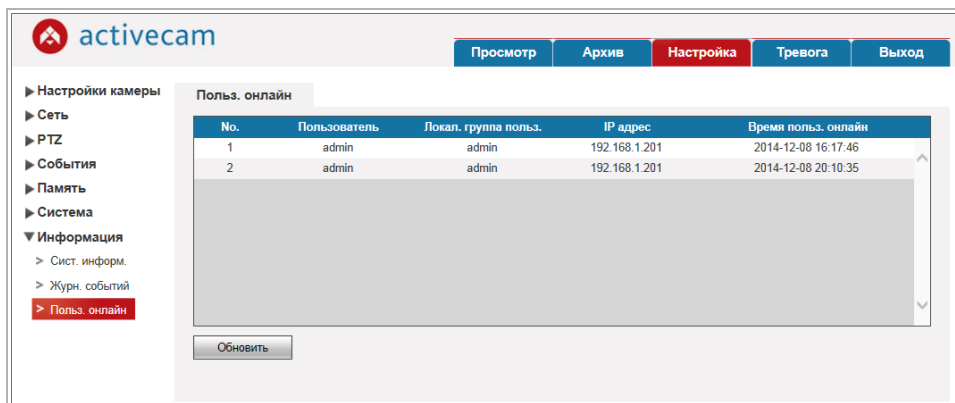 activecam
Просмотр Архив Настройка Тревога Выход
Настройки камеры
Сеть
PTZ
События
Память
Система
Информация
> Сист. информ.
> Журн. событий
> Польз. онлайн
Польз. онлайн
No. Пользователь Локал. группа польз. IP адрес Время польз. онлайн
1 admin admin 192.168.1.201 2014-12-08 16:17:46
2 admin admin 192.168.1.201 2014-12-08 20:10:35
Обновить